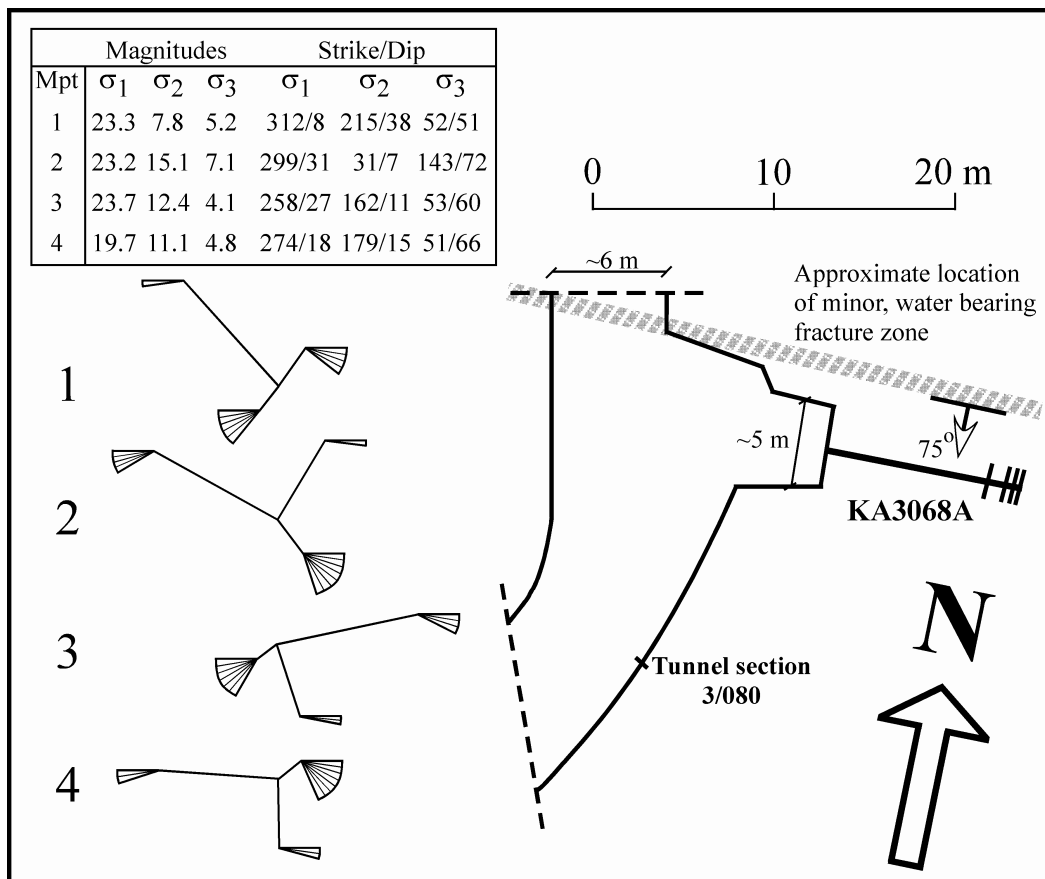 Magnitudes Strike/Dip
Mpt σ1 σ2 σ3 σ1 σ2 σ3
1 23.3 7.8 5.2 312/8 215/38 52/51
2 23.2 15.1 7.1 299/31 31/7 143/72
3 23.7 12.4 4.1 258/27 162/11 53/60
4 19.7 11.1 4.8 274/18 179/15 51/66
0 10 20 m
~6 m
Approximate location
of minor, water bearing
fracture zone
1
~5 m
75°
2
KA3068A
N
3
Tunnel section
3/080
4